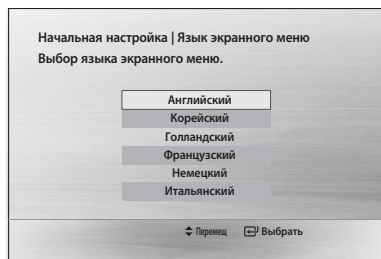 Начальная настройка | Язык экранного меню
Выбор языка экранного меню.
Английский
Корейский
Голландский
Французский
Немецкий
Итальянский
Перемещ Выбрать